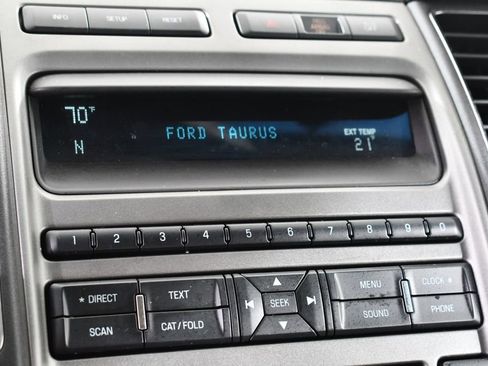 INFO SETUP RESET
70°F
FORD TAURUS EXT TEMP
N 21°
1 2 3 4 5 6 7 8 9 0
* DIRECT TEXT SEEK MENU CLOCK #
SCAN CAT/FOLD SOUND PHONE